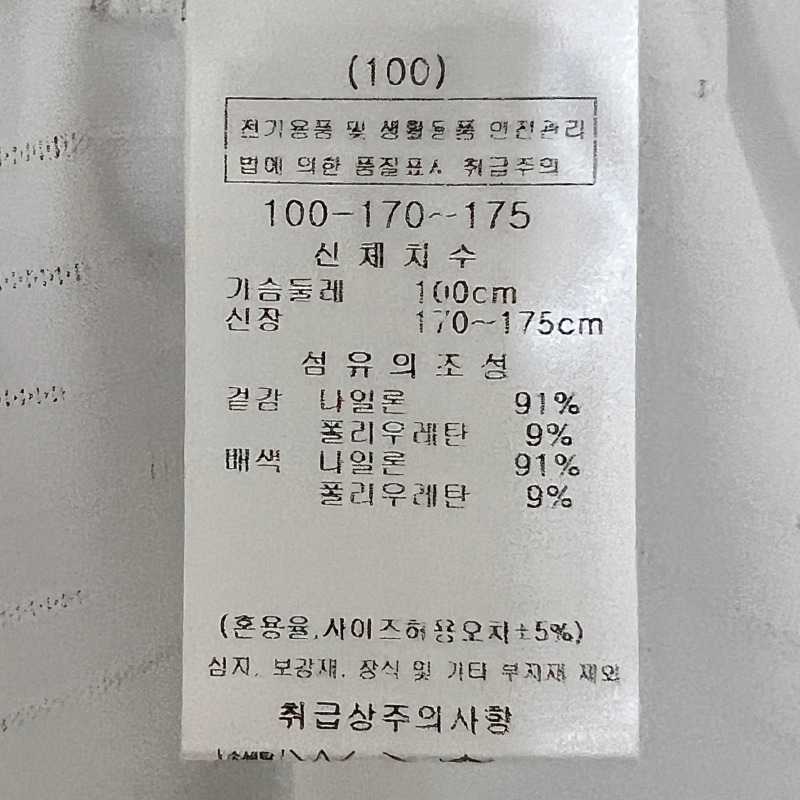 (100)
전기용품 및 생활용품 안전관리
법에 의한 품질표시 취급주의
100-170~-175
신체치수
가슴둘레 100cm
신장 170~175cm
섬유의조성
겉감 나일론 91%
폴리우레탄 9%
배색 나일론 91%
폴리우레탄 9%
(혼용율,사이즈허용오차±5%)
심지, 보강재, 장식 및 기타 부자재 제외
취급상주의사항